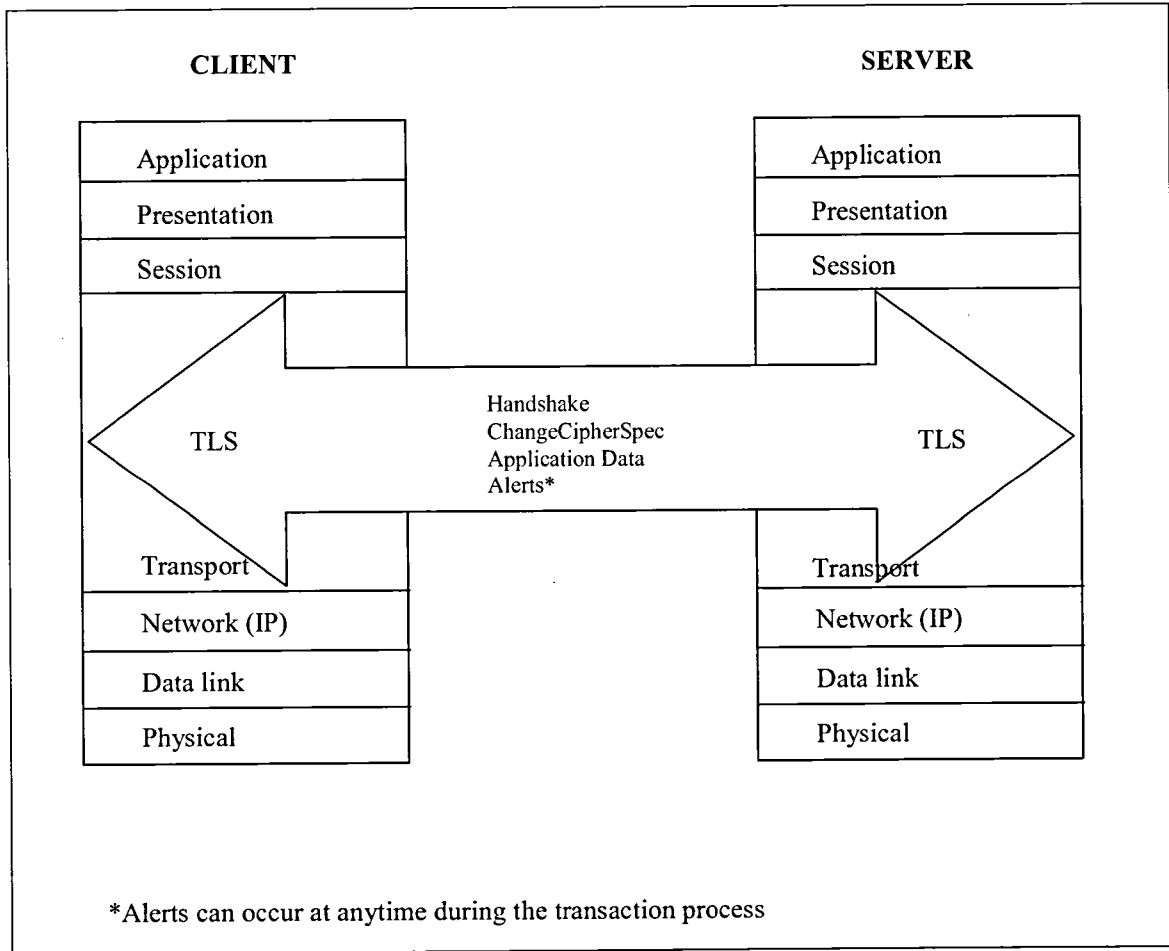 CLIENT
SERVER
Application
Presentation
Session
TLS
Transport
Network (IP)
Data link
Physical
Handshake
ChangeCipherSpec
Application Data
Alerts*
Application
Presentation
Session
TLS
Transport
Network (IP)
Data link
Physical
*Alerts can occur at anytime during the transaction process